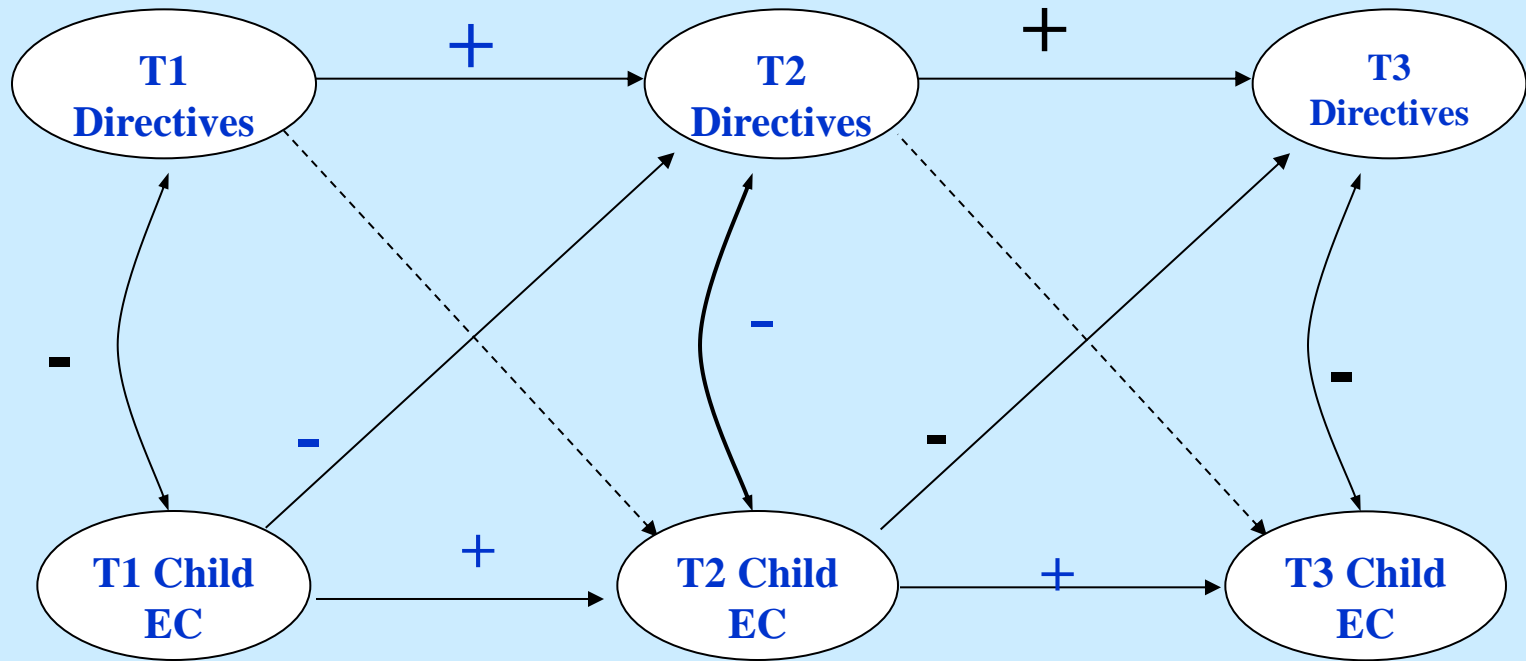 +
+
T1
Directives
T2
Directives
T3
Directives
-
-
-
-
-
T1 Child
EC
+
T2 Child
EC
+
T3 Child
EC